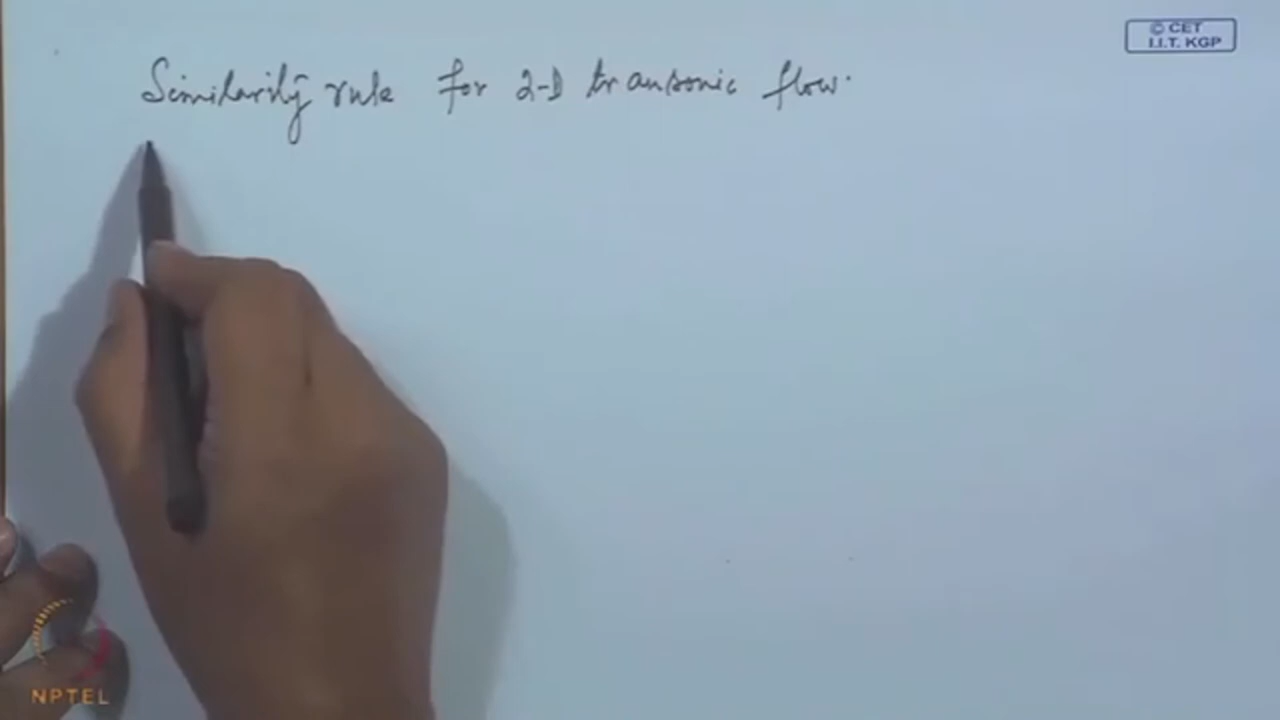 © CET
I.I.T. KGP
Similarity rule for 2-D transonic flow.
NPTEL